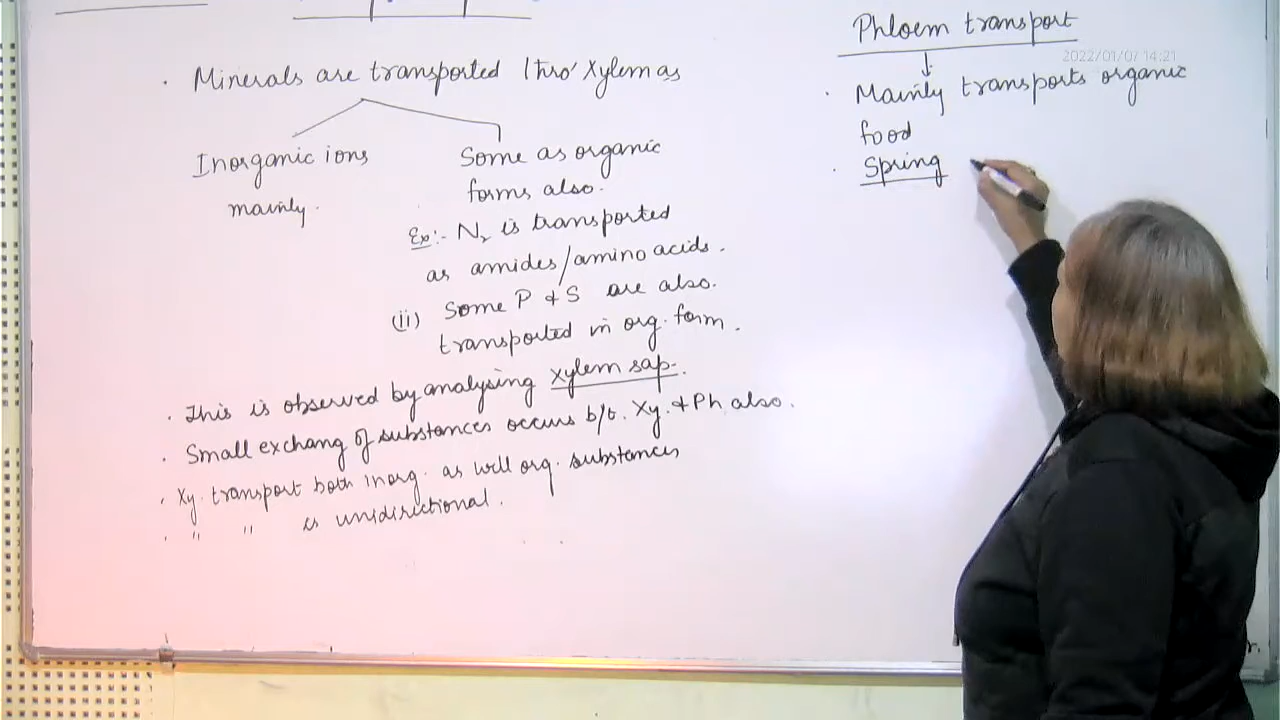 . Minerals are transported thro' Xylem as
Inorganic ions
mainly.
Some as organic
forms also.
Ex:- N2 is transported
as amides/amino acids.
(ii) Some P & S are also.
transported in org. form.
. This is observed by analysing xylem sap.
. Small exchang of substances occurs b/t. Xy. & Ph also.
. Xy. transport both inorg. as well org. substances
. " " is unidirectional.
Phloem transport
2022/01/07 14:21
. Mainly transports organic
food
. Spring